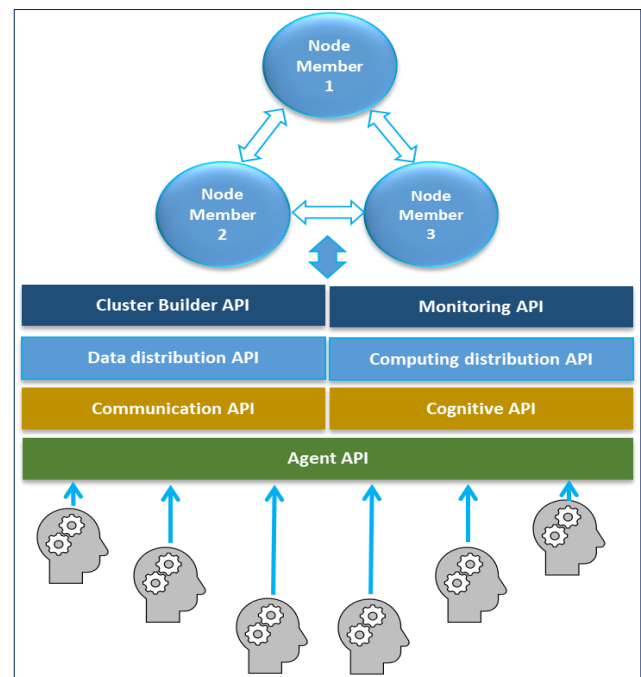 Node
Member
1
Node
Member
2
Node
Member
3
Cluster Builder API
Monitoring API
Data distribution API
Computing distribution API
Communication API
Cognitive API
Agent API